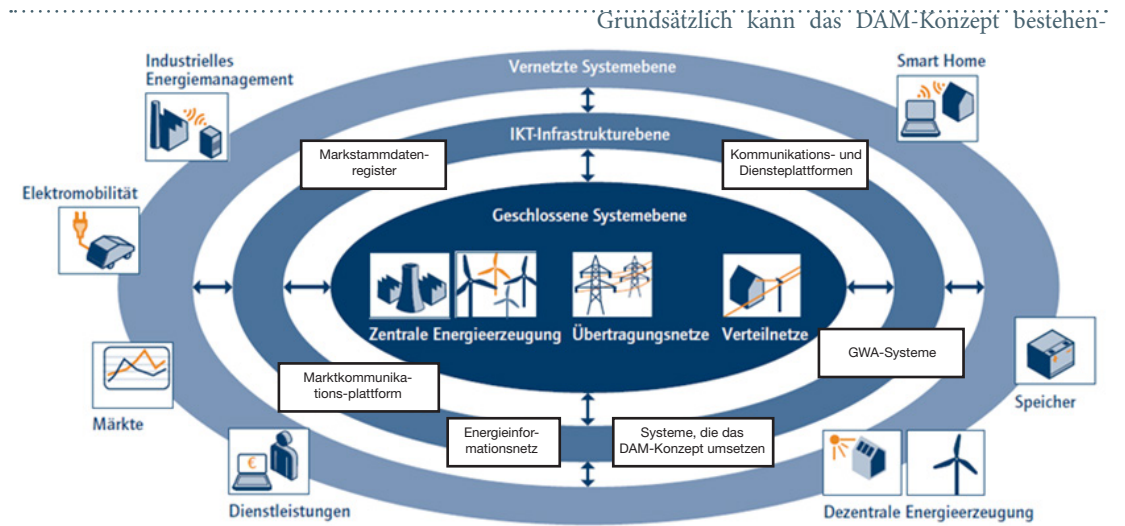 Grundsätzlich kann das DAM-Konzept bestehen-
Industrielles
Energiemanagement
Vernetzte Systemebene
Smart Home
IKT-Infrastrukturebene
Markstammdaten-
register
Kommunikations- und
Diensteplattformen
Elektromobilität
Geschlossene Systemebene
Zentrale Energieerzeugung
Übertragungsnetze
Verteilnetze
GWA-Systeme
Marktkommunika-
tions-plattform
Märkte
Speicher
Energieinfor-
mationsnetz
Systeme, die das
DAM-Konzept umsetzen
€
Dienstleistungen
Dezentrale Energieerzeugung